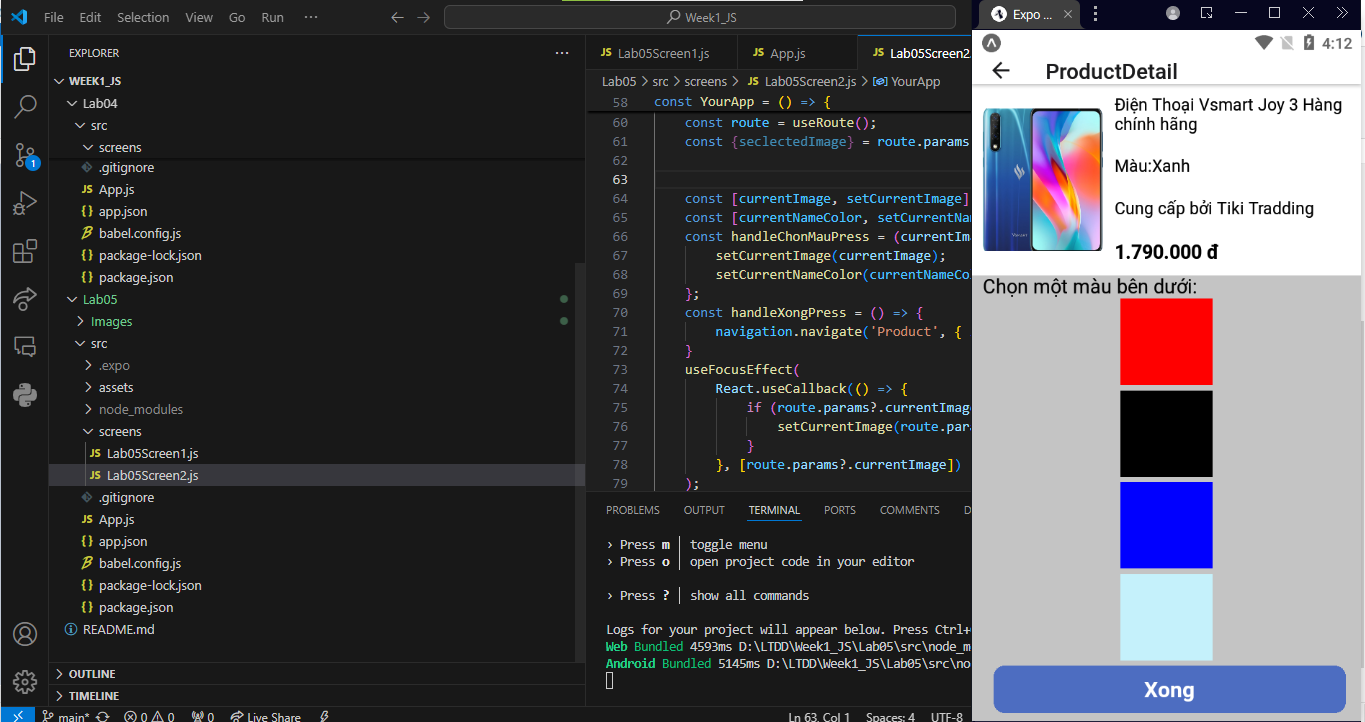 File Edit Selection View Go Run ··· Week1_JS
EXPLORER
WEEK1_JS
Lab04
src
screens
.gitignore
JS App.js
{} app.json
babel.config.js
{} package-lock.json
{} package.json
Lab05
Images
src
.expo
assets
node_modules
screens
JS Lab05Screen1.js
JS Lab05Screen2.js
.gitignore
JS App.js
{} app.json
babel.config.js
{} package-lock.json
{} package.json
README.md
OUTLINE
TIMELINE
1
JS Lab05Screen1.js JS App.js JS Lab05Screen2
Lab05 > src > screens > JS Lab05Screen2.js > YourApp
58 const YourApp = () => {
60 const route = useRoute();
61 const {seclectedImage} = route.params
62
63
64 const [currentImage, setCurrentImage]
65 const [currentNameColor, setCurrentNa
66 const handleChonMauPress = (currentIm
67 setCurrentImage(currentImage);
68 setCurrentNameColor(currentNameCo
69 };
70 const handleXongPress = () => {
71 navigation.navigate('Product', {
72 }
73 useFocusEffect(
74 React.useCallback(() => {
75 if (route.params?.currentImage
76 setCurrentImage(route.par
77 }
78 }, [route.params?.currentImage])
79 );
PROBLEMS OUTPUT TERMINAL PORTS COMMENTS D
› Press m │ toggle menu
› Press o │ open project code in your editor
› Press ? │ show all commands
Logs for your project will appear below. Press Ctrl+
Web Bundled 4593ms D:\LTDD\Week1_JS\Lab05\src\node_m
Android Bundled 5145ms D:\LTDD\Week1_JS\Lab05\src\no
main* 0 0 0 Live Share Ln 63, Col 1 Spaces: 4 UTF-8
Expo ...
4:12
ProductDetail
Điện Thoại Vsmart Joy 3 Hàng
chính hãng
Màu:Xanh
Cung cấp bởi Tiki Tradding
1.790.000 đ
Chọn một màu bên dưới:
Xong